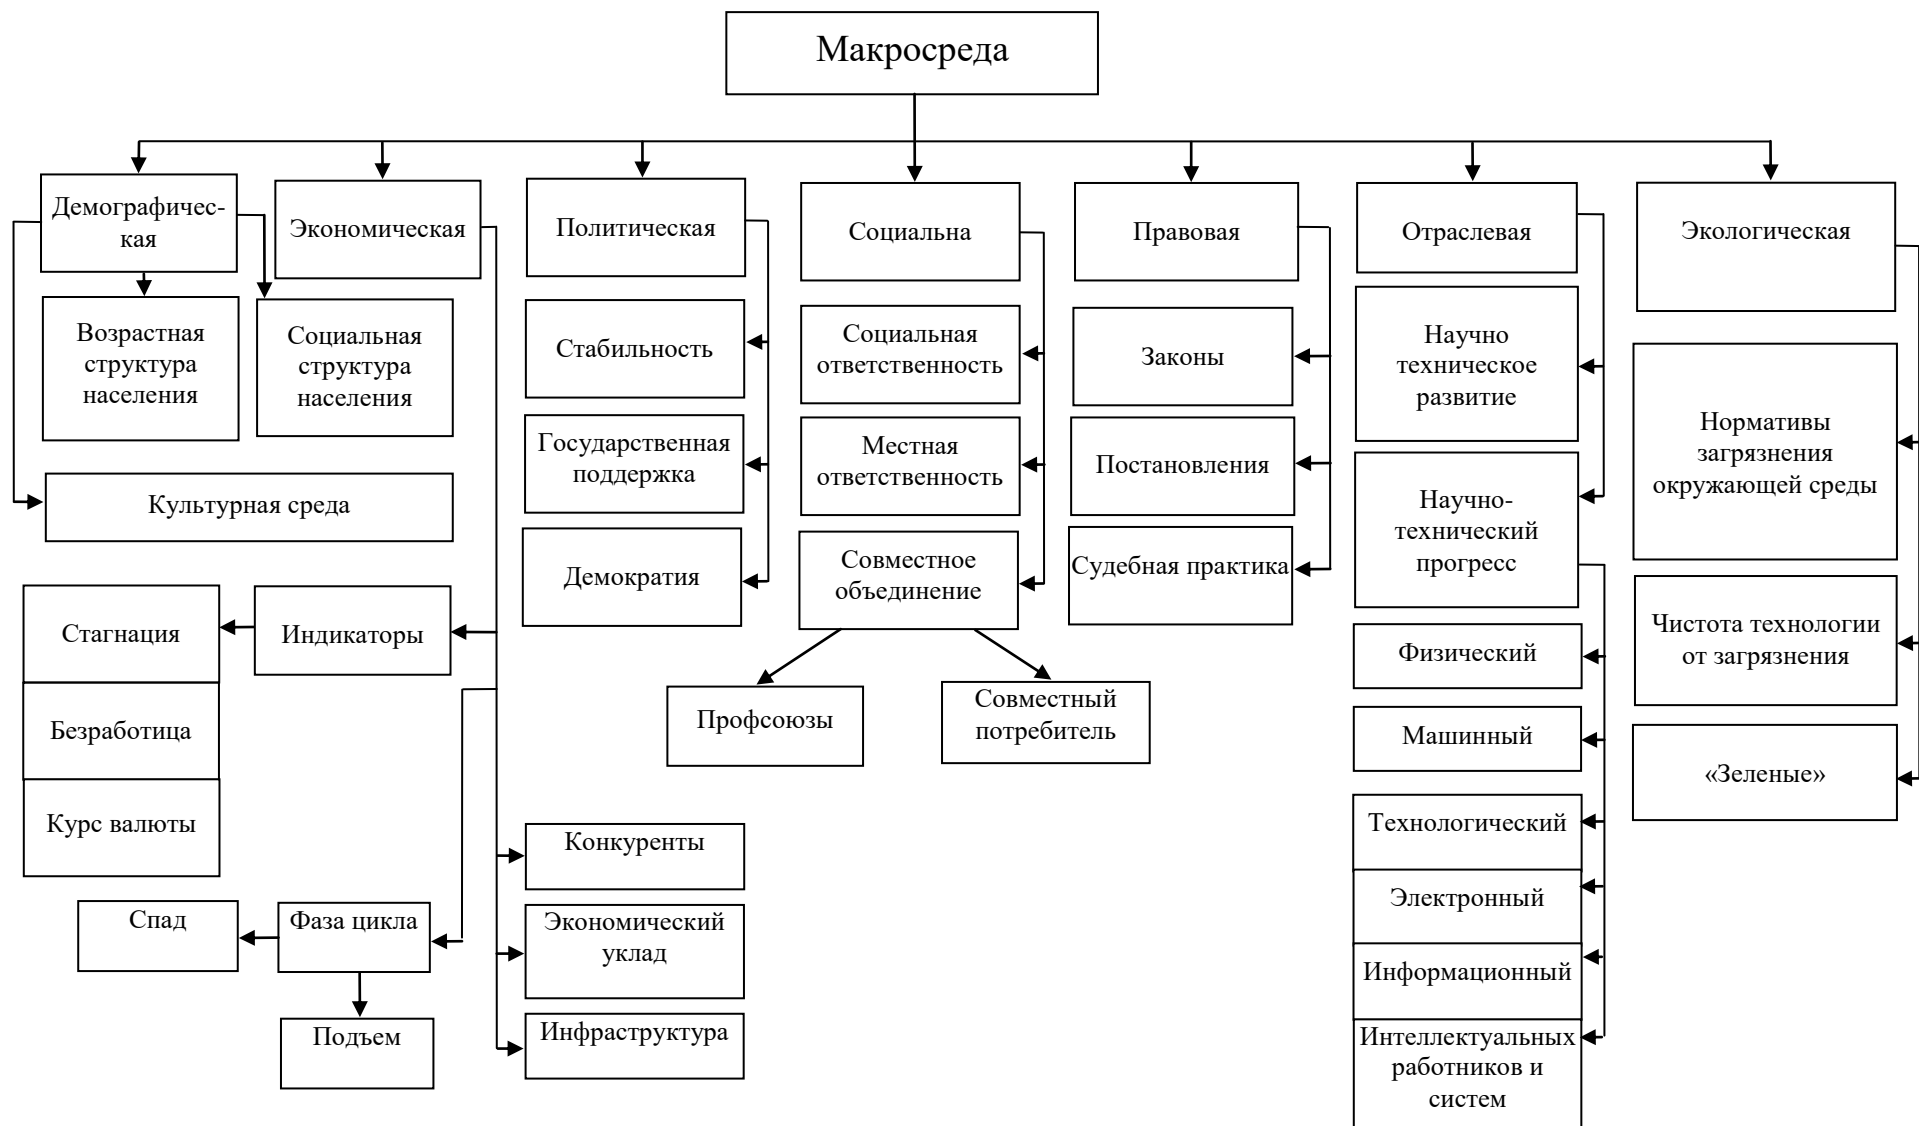 Макросреда
Демографичес-
кая
Экономическая
Политическая
Социальна
Правовая
Отраслевая
Экологическая
Возрастная
структура
населения
Социальная
структура
населения
Культурная среда
Стабильность
Государственная
поддержка
Демократия
Социальная
ответственность
Местная
ответственность
Совместное
объединение
Профсоюзы
Совместный
потребитель
Законы
Постановления
Судебная практика
Научно
техническое
развитие
Научно-
технический
прогресс
Физический
Машинный
Технологический
Электронный
Информационный
Интеллектуальных
работников и
систем
Нормативы
загрязнения
окружающей среды
Чистота технологии
от загрязнения
«Зеленые»
Стагнация
Индикаторы
Безработица
Курс валюты
Конкуренты
Экономический
уклад
Инфраструктура
Спад
Фаза цикла
Подъем